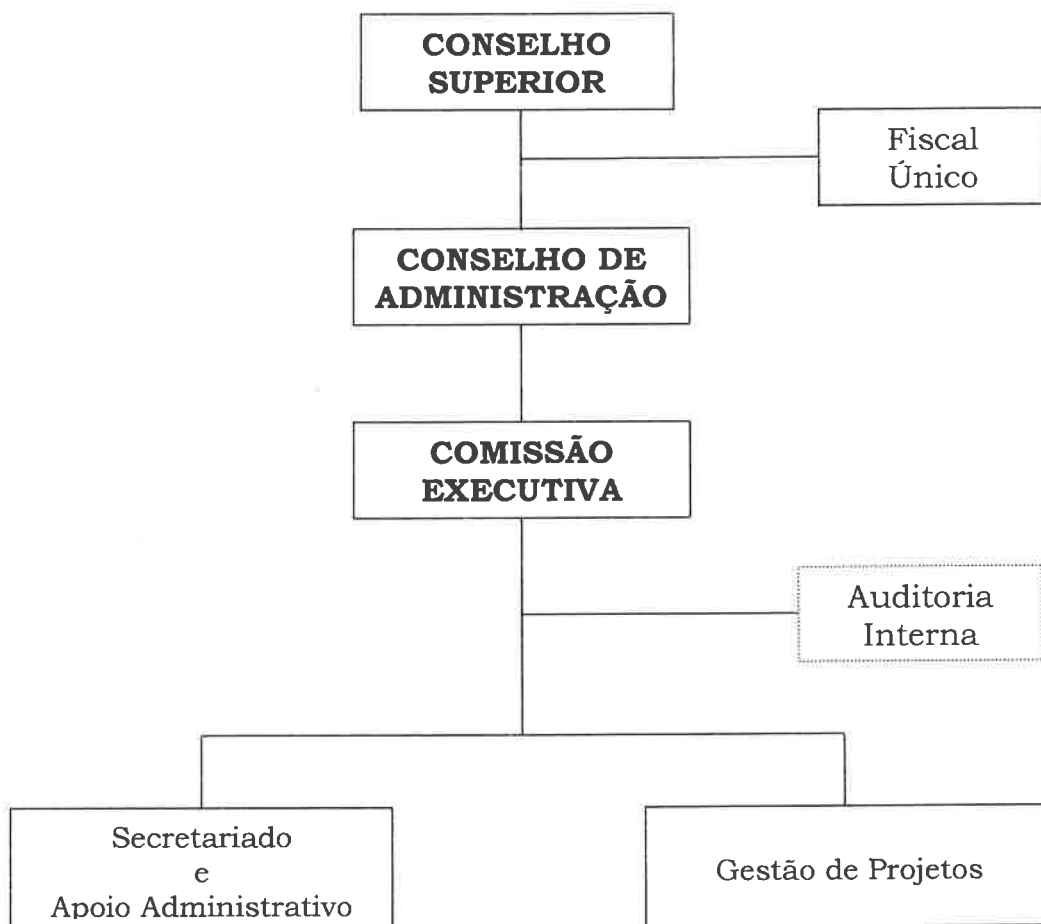 CONSELHO
SUPERIOR
Fiscal
Único
CONSELHO DE
ADMINISTRAÇÃO
COMISSÃO
EXECUTIVA
Auditoria
Interna
Secretariado
e
Apoio Administrativo
Gestão de Projetos